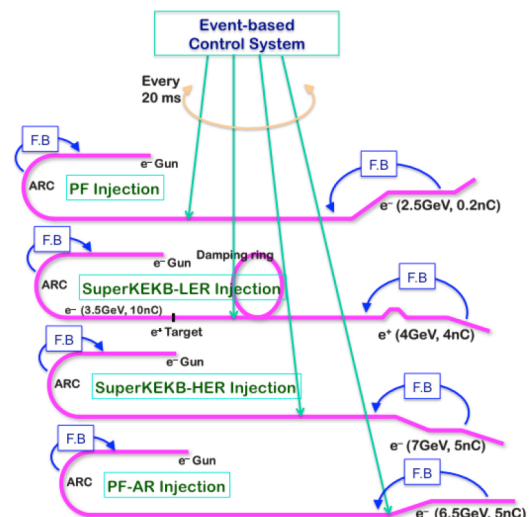 Event-based
Control System
Every
20 ms
F.B
e⁻ Gun
ARC
PF Injection
F.B
e⁻ (2.5GeV, 0.2nC)
F.B
Damping ring
e⁻ Gun
ARC
SuperKEKB-LER Injection
F.B
e⁻ (3.5GeV, 10nC)
e⁺ Target
e⁺ (4GeV, 4nC)
F.B
e⁻ Gun
ARC
SuperKEKB-HER Injection
F.B
e⁻ (7GeV, 5nC)
F.B
e⁻ Gun
ARC
PF-AR Injection
F.B
e⁻ (6.5GeV, 5nC)